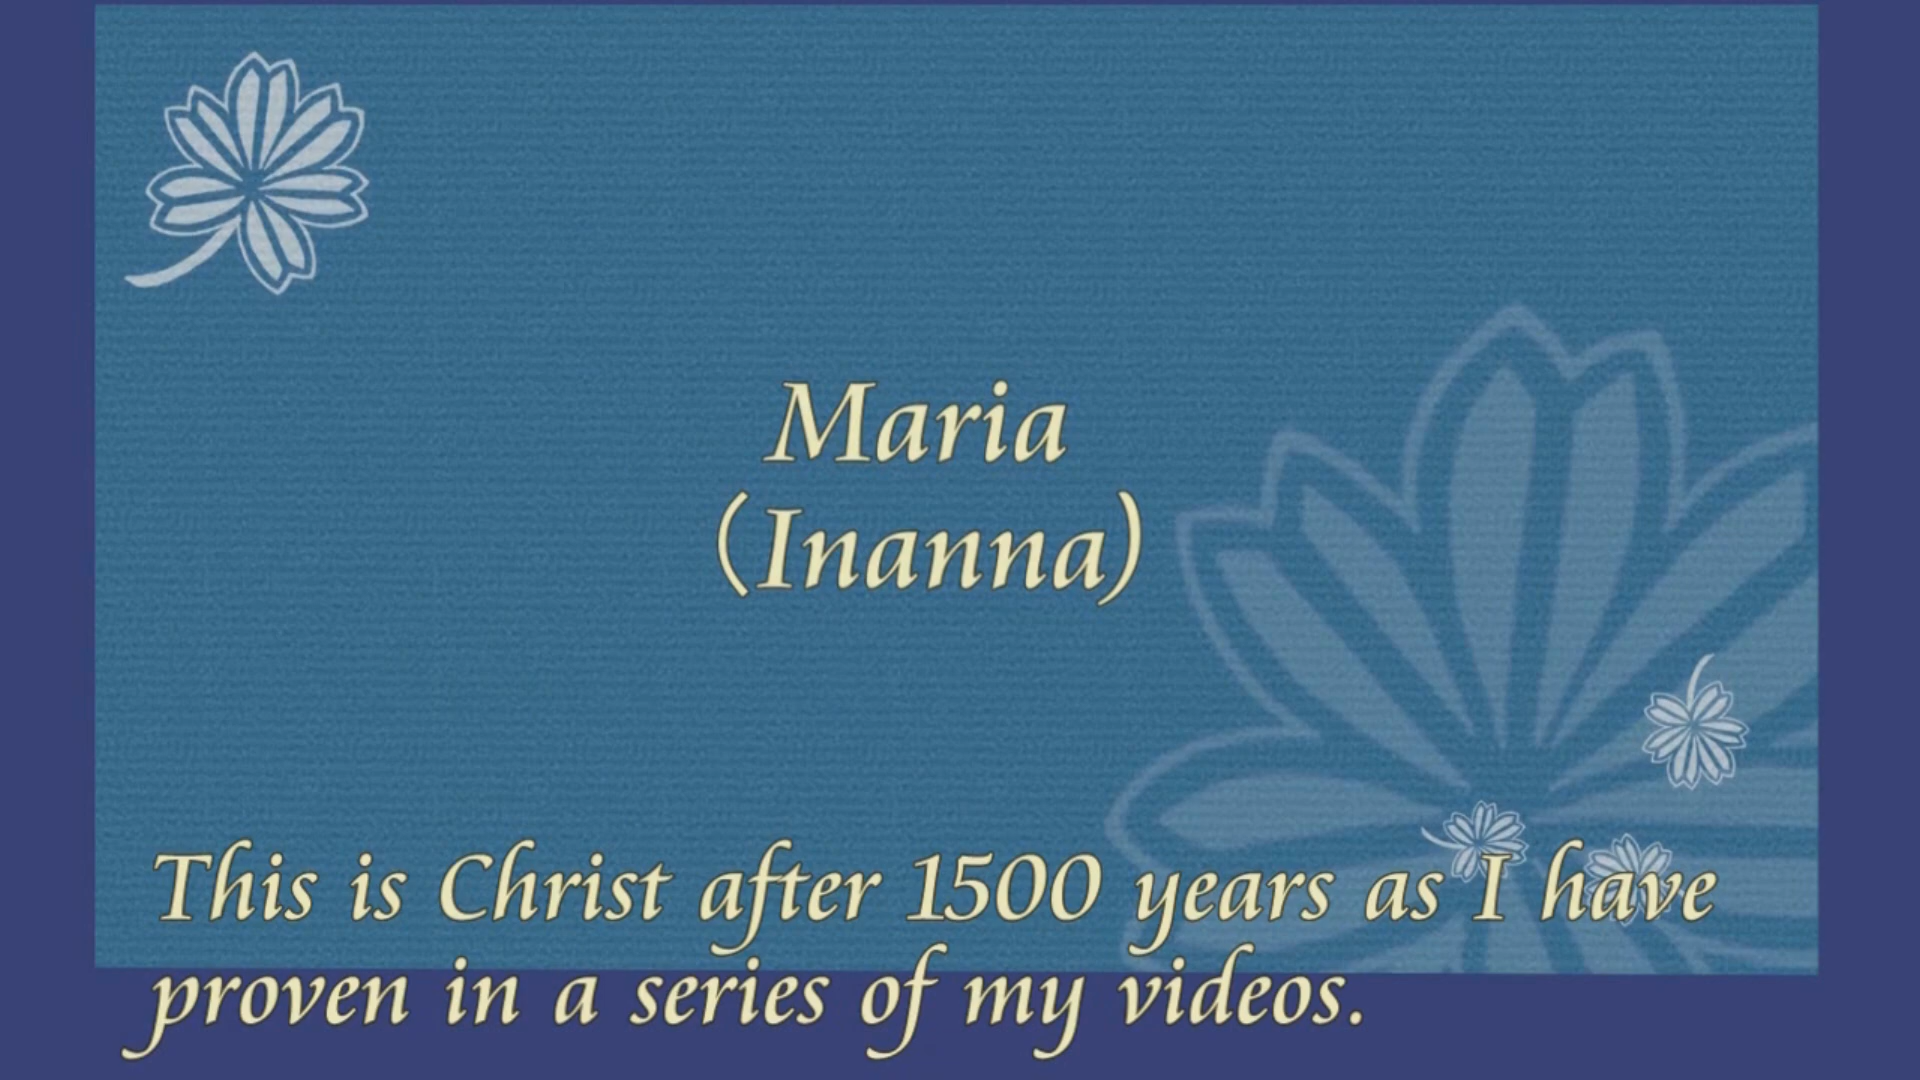 Maria
(Inanna)
This is Christ after 1500 years as I have
proven in a series of my videos.